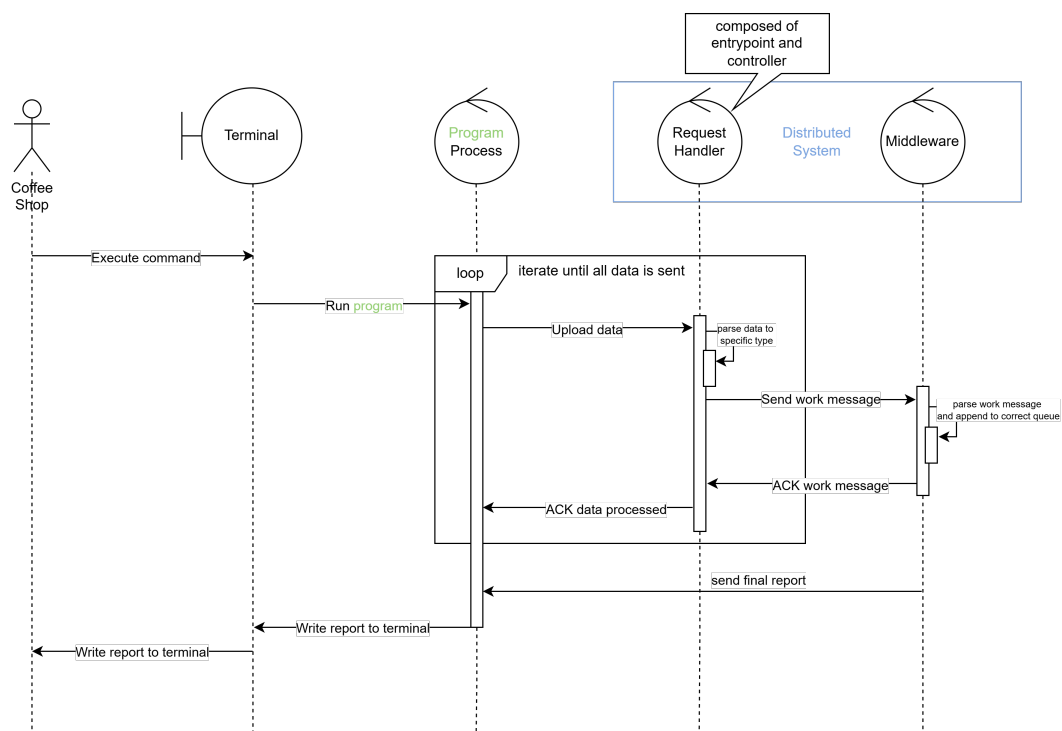 composed of
entrypoint and
controller
Terminal
Program
Process
Request
Handler
Distributed
System
Middleware
Coffee
Shop
Execute command
loop
iterate until all data is sent
Run program
Upload data
parse data to
specific type
Send work message
parse work message
and append to correct queue
ACK work message
ACK data processed
send final report
Write report to terminal
Write report to terminal